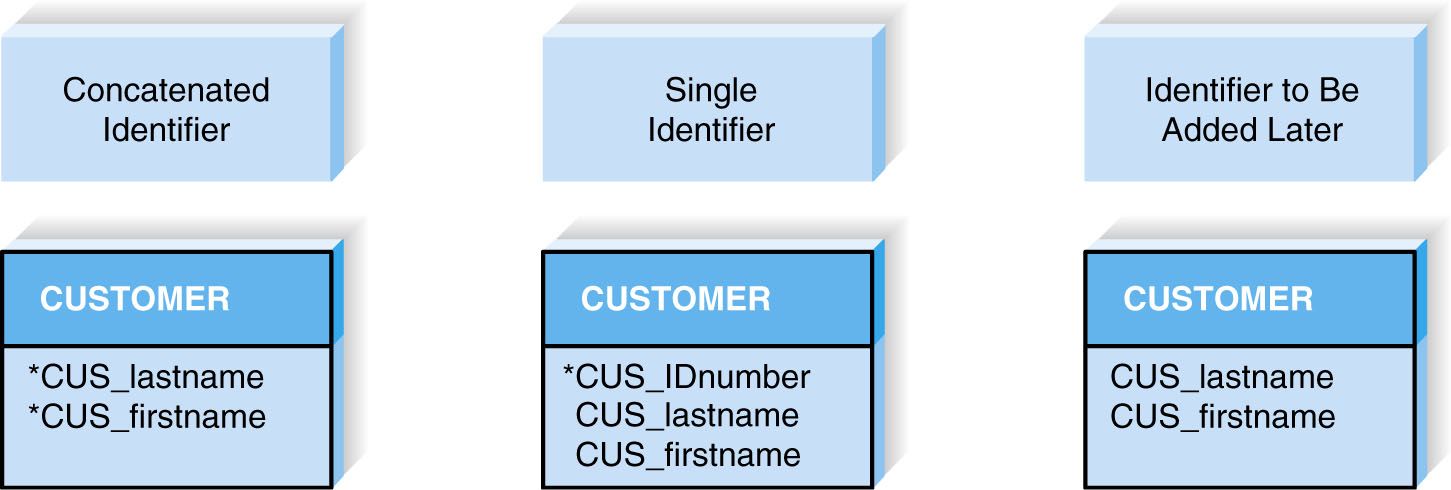 Concatenated
Identifier
Single
Identifier
Identifier to Be
Added Later
CUSTOMER
*CUS_lastname
*CUS_firstname
CUSTOMER
*CUS_IDnumber
CUS_lastname
CUS_firstname
CUSTOMER
CUS_lastname
CUS_firstname